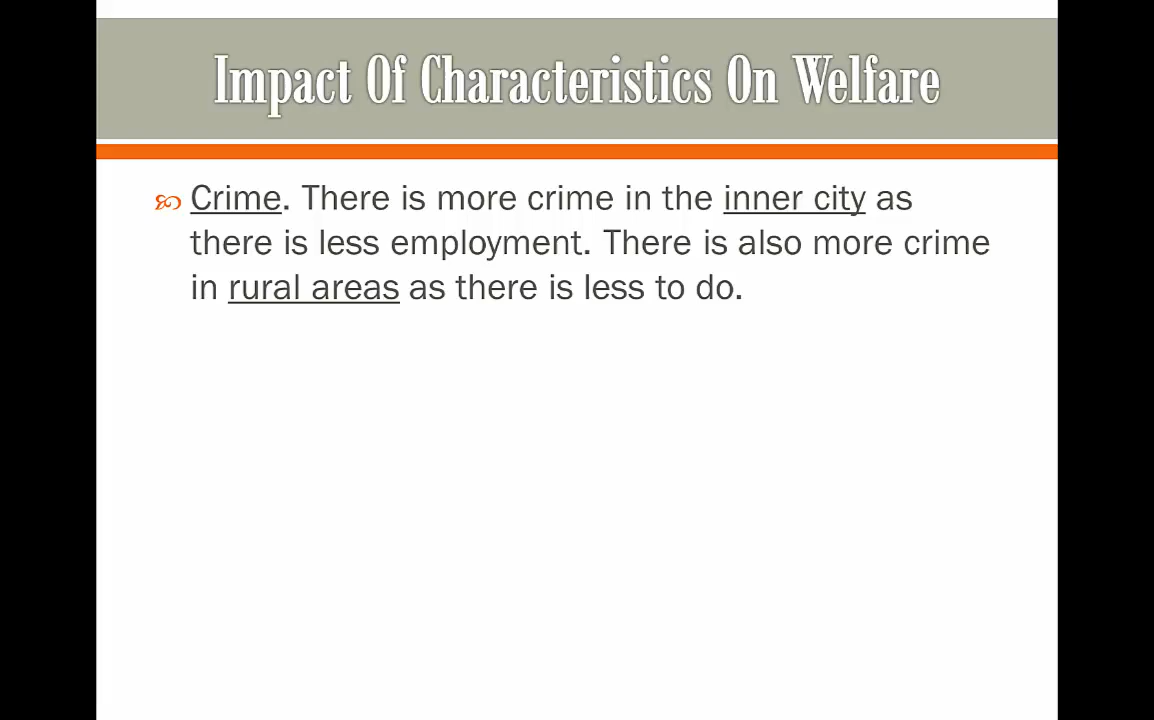 Impact Of Characteristics On Welfare
Crime. There is more crime in the inner city as
there is less employment. There is also more crime
in rural areas as there is less to do.